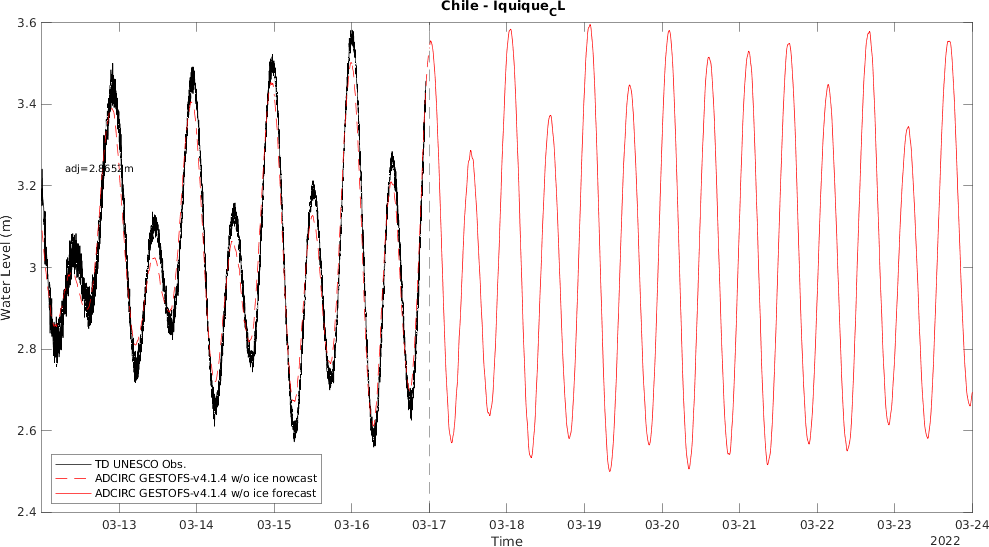 Chile - Iquique_CL
3.6
3.4
3.2
3
2.8
2.6
2.4
Water Level (m)
adj=2.8652m
TD UNESCO Obs.
ADCIRC GESTOFS-v4.1.4 w/o ice nowcast
ADCIRC GESTOFS-v4.1.4 w/o ice forecast
03-13 03-14 03-15 03-16 03-17 03-18 03-19 03-20 03-21 03-22 03-23 03-24
Time
2022